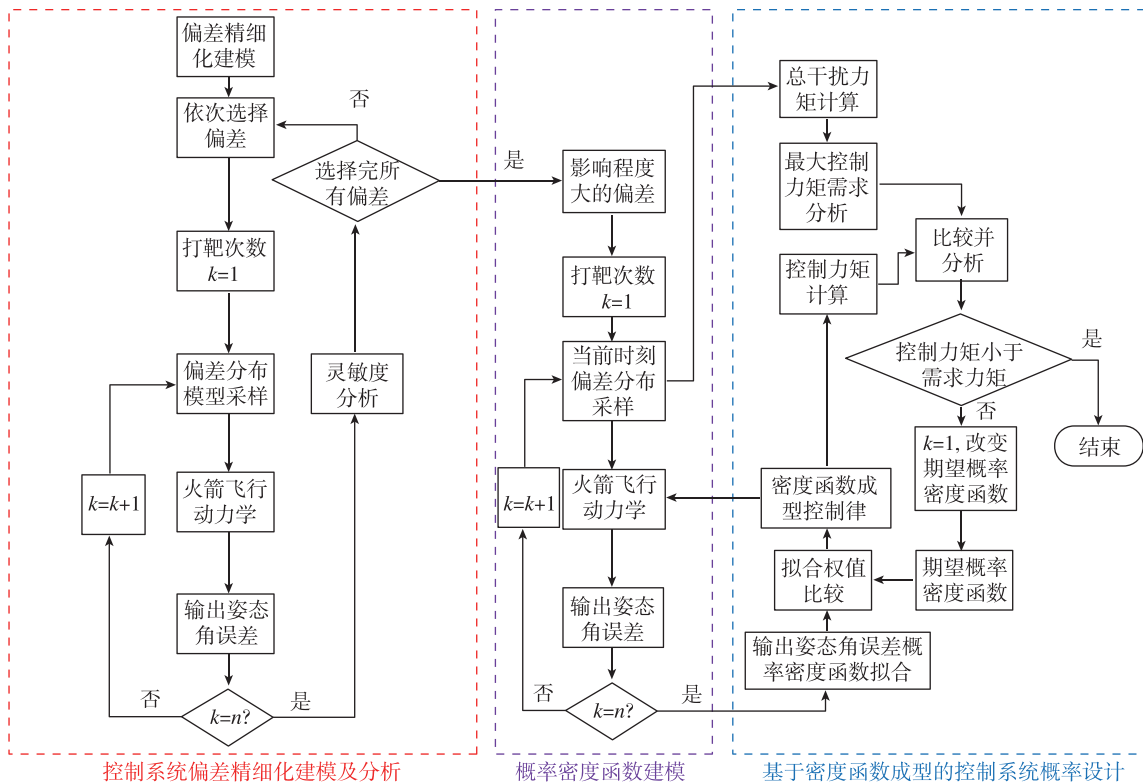 偏差精细
化建模
依次选择
偏差
否
选择完所
有偏差
是
打靶次数
k=1
偏差分布
模型采样
灵敏度
分析
k=k+1
火箭飞行
动力学
输出姿态
角误差
否
k=n?
是
控制系统偏差精细化建模及分析
影响程度
大的偏差
打靶次数
k=1
当前时刻
偏差分布
采样
k=k+1
火箭飞行
动力学
输出姿态
角误差
否
k=n?
是
概率密度函数建模
总干扰力
矩计算
最大控制
力矩需求
分析
比较并
分析
控制力矩
计算
控制力矩小于
需求力矩
是
否
结束
k=1, 改变
期望概率
密度函数
密度函数成
型控制律
期望概率
密度函数
拟合权值
比较
输出姿态角误差概
率密度函数拟合
基于密度函数成型的控制系统概率设计